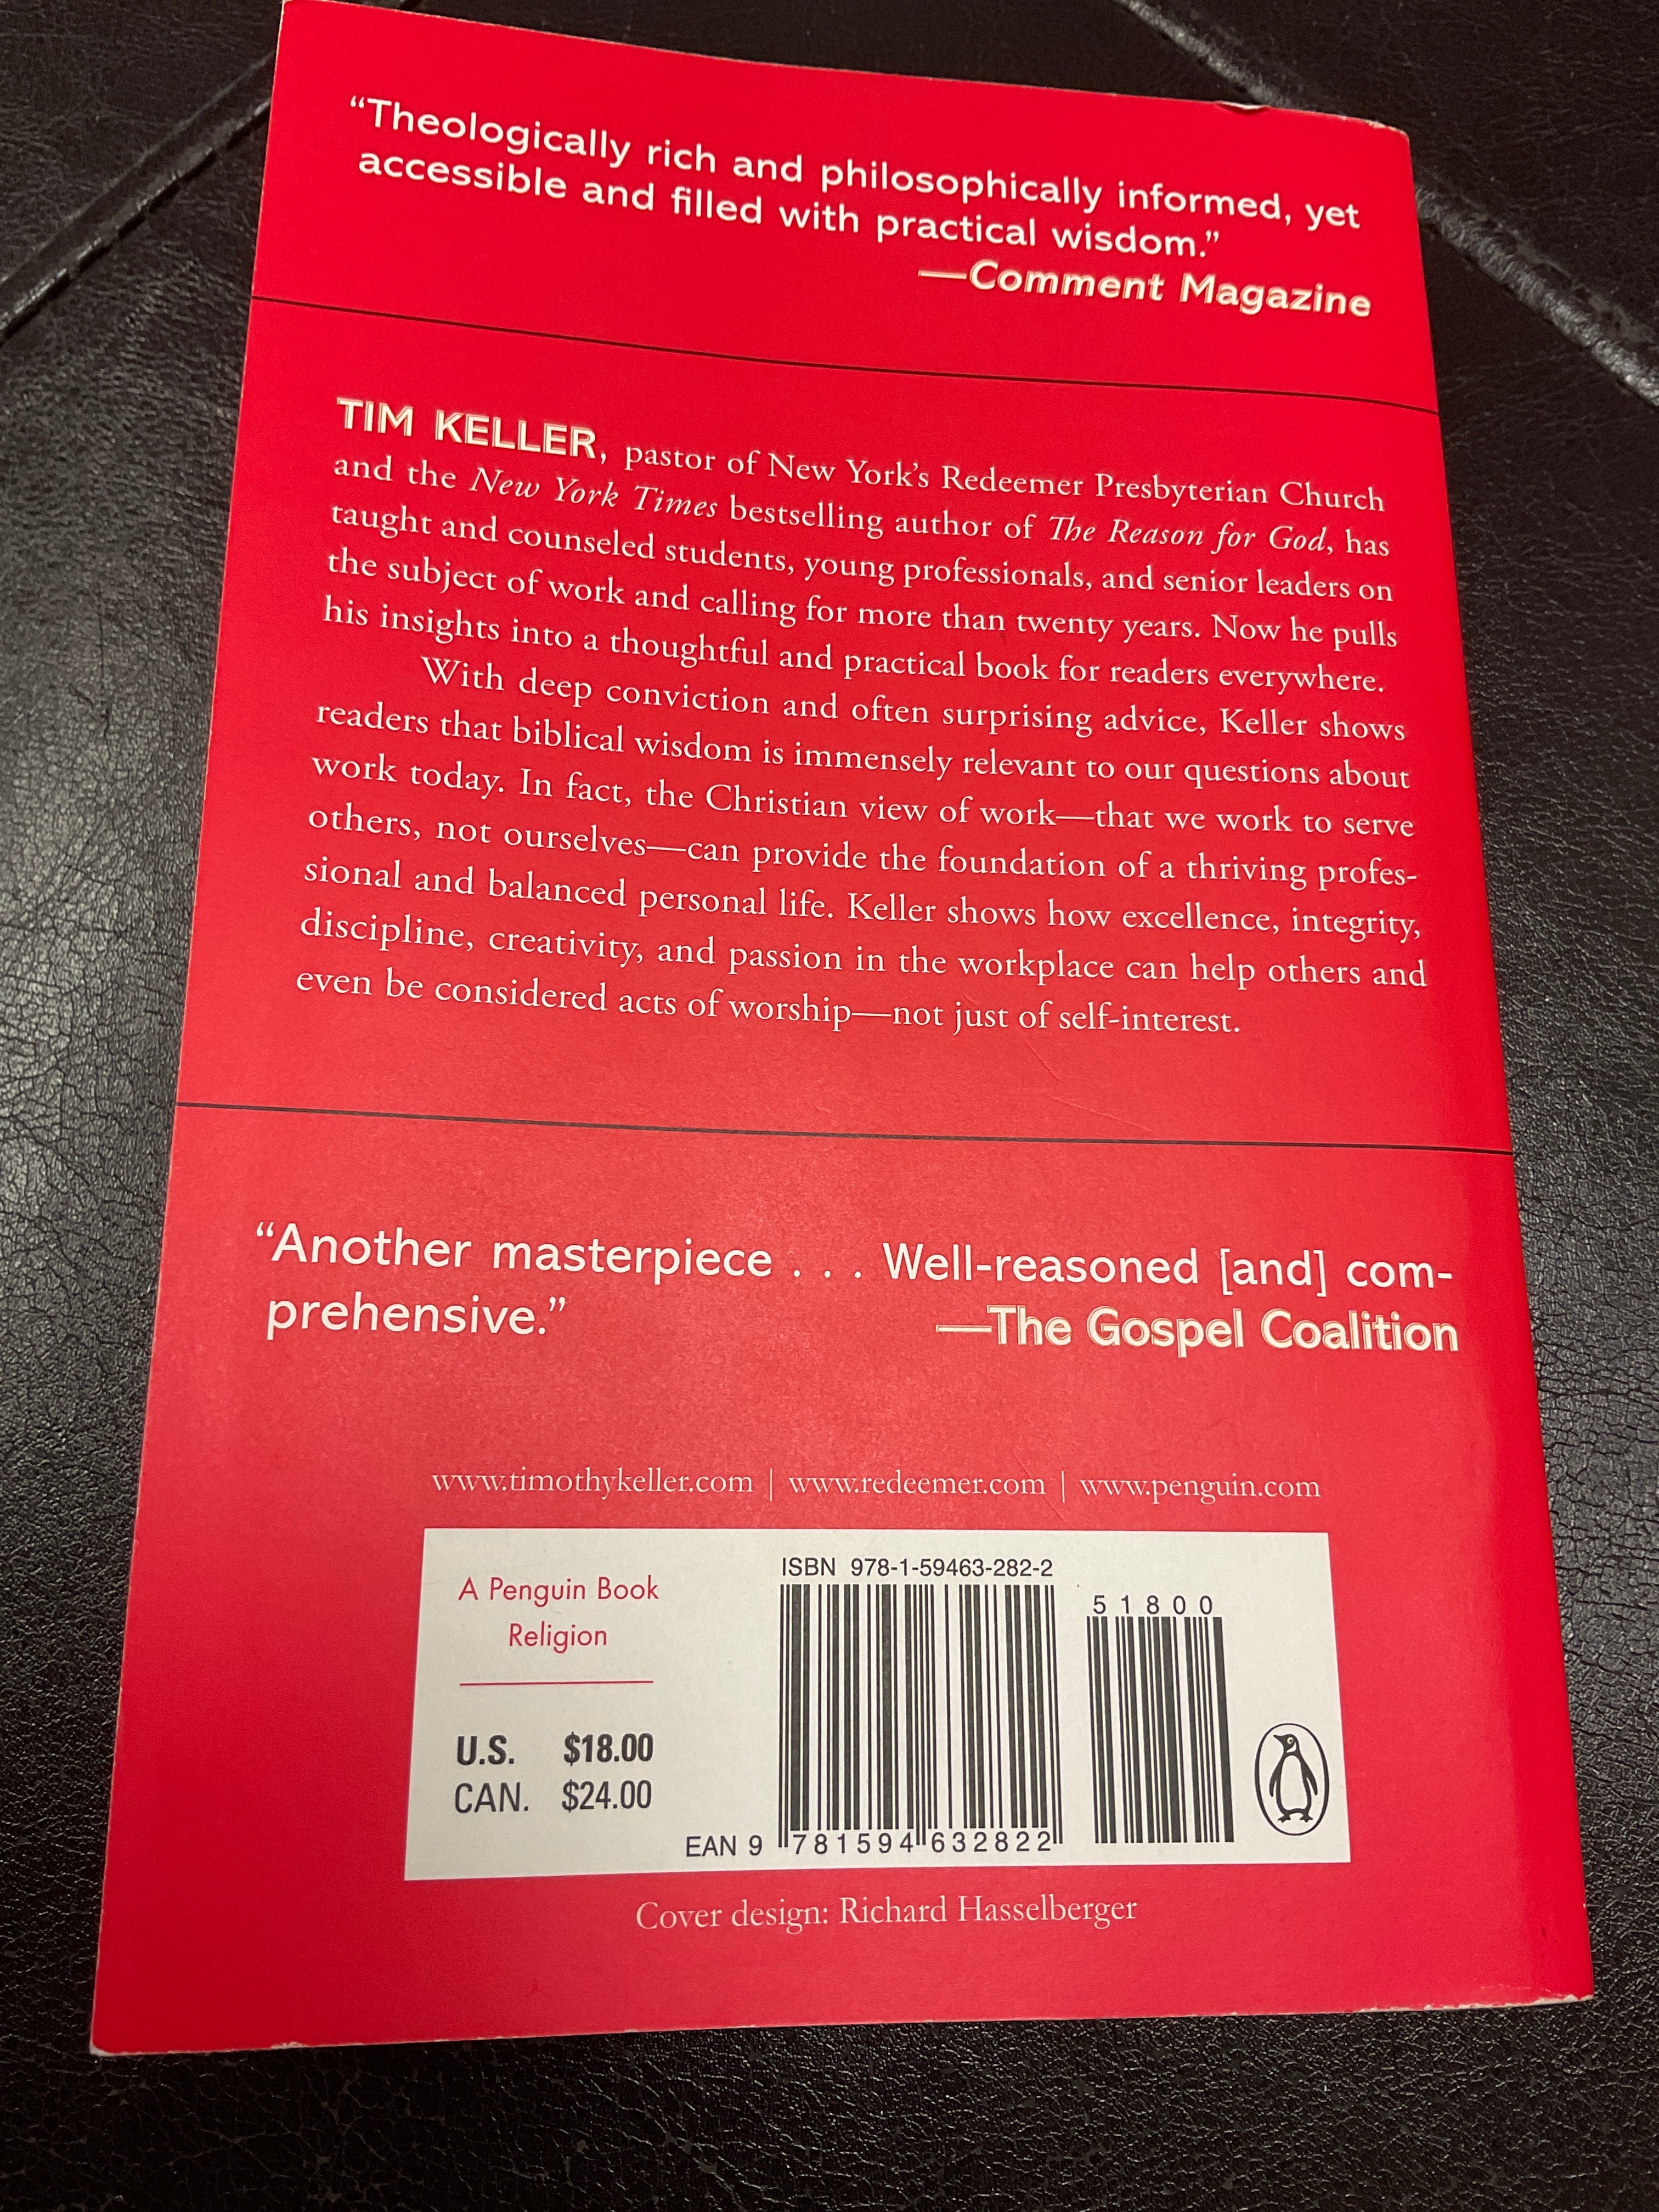 “Theologically rich and philosophically informed, yet
accessible and filled with practical wisdom.”
—Comment Magazine
TIM KELLER, pastor of New York’s Redeemer Presbyterian Church
and the New York Times bestselling author of The Reason for God, has
taught and counseled students, young professionals, and senior leaders on
the subject of work and calling for more than twenty years. Now he pulls
his insights into a thoughtful and practical book for readers everywhere.
With deep conviction and often surprising advice, Keller shows
readers that biblical wisdom is immensely relevant to our questions about
work today. In fact, the Christian view of work—that we work to serve
others, not ourselves—can provide the foundation of a thriving profes-
sional and balanced personal life. Keller shows how excellence, integrity,
discipline, creativity, and passion in the workplace can help others and
even be considered acts of worship—not just of self-interest.
“Another masterpiece . . . Well-reasoned [and] com-
prehensive.”
—The Gospel Coalition
www.timothykeller.com | www.redeemer.com | www.penguin.com
A Penguin Book
Religion
U.S. $18.00
CAN. $24.00
ISBN 978-1-59463-282-2
51800
EAN 9 781594 632822
Cover design: Richard Hasselberger